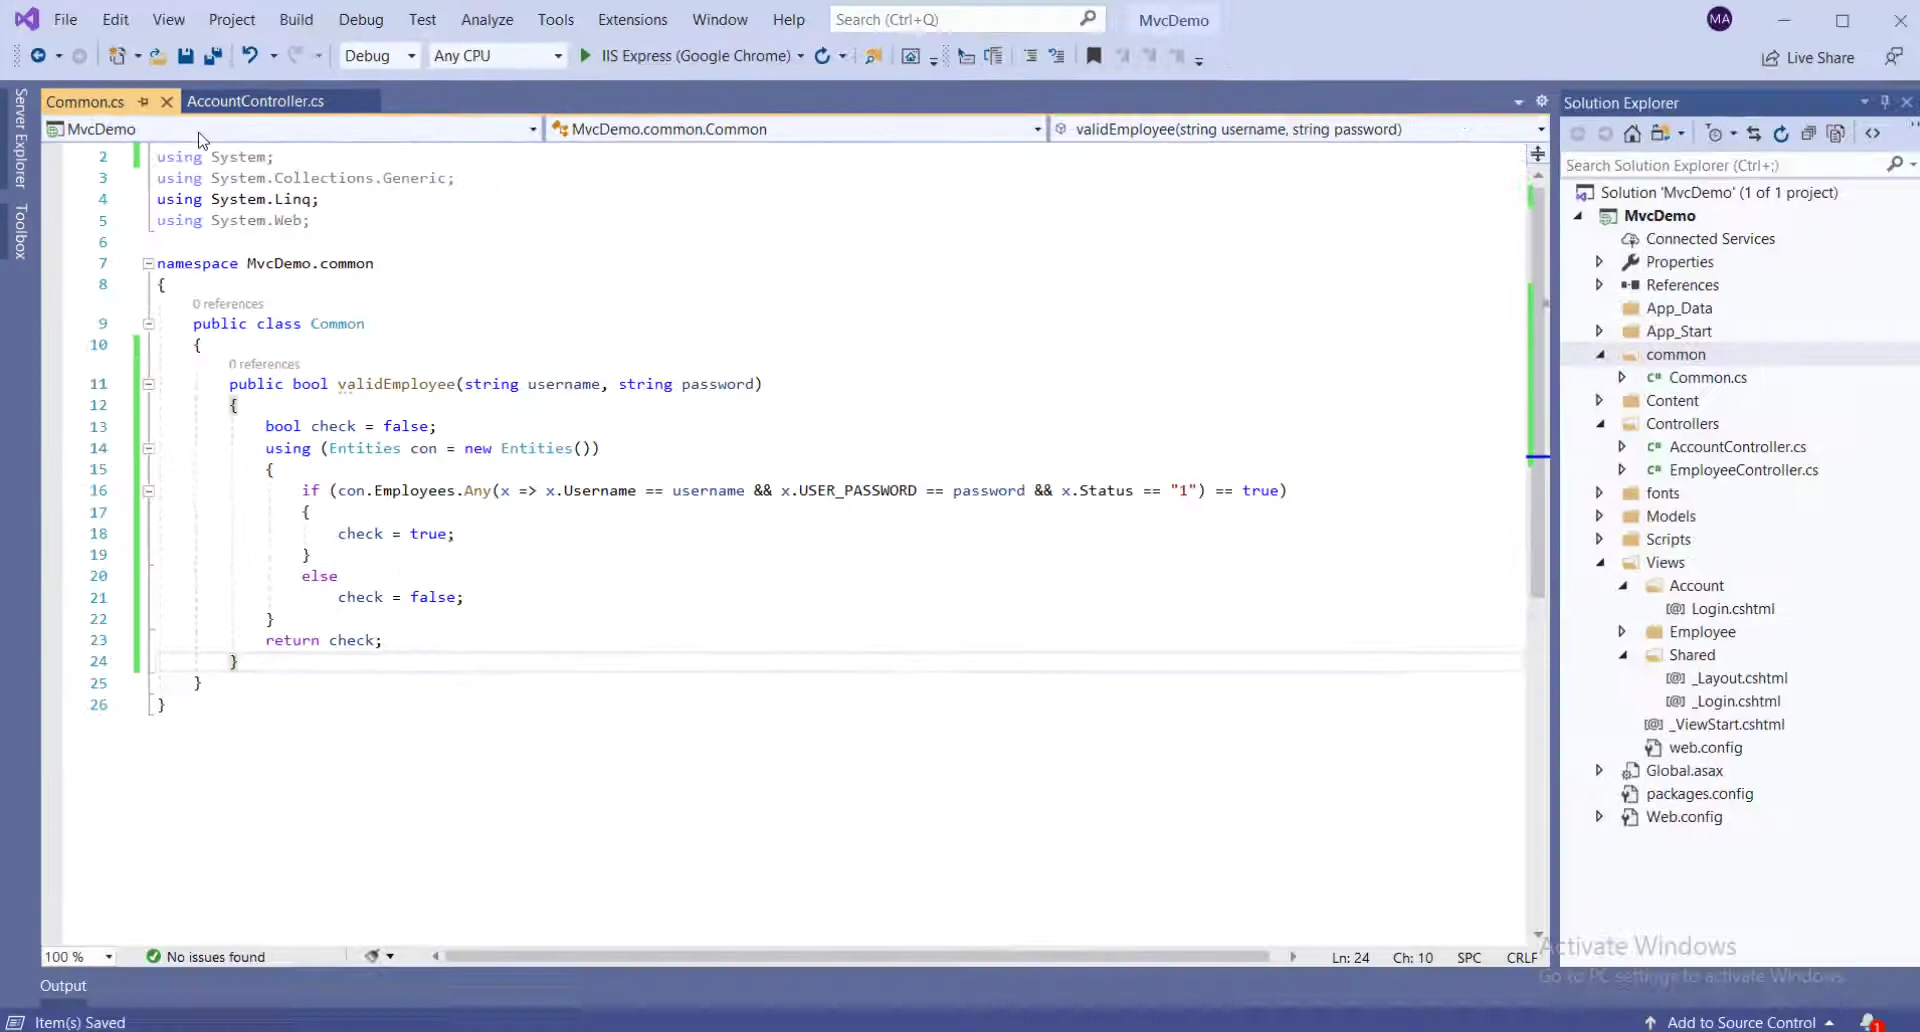 File Edit View Project Build Debug Test Analyze Tools Extensions Window Help Search (Ctrl+Q) MvcDemo MA
Debug Any CPU IIS Express (Google Chrome) Live Share
Server Explorer
Toolbox
Common.cs AccountController.cs
MvcDemo MvcDemo.common.Common validEmployee(string username, string password)
2 using System;
3 using System.Collections.Generic;
4 using System.Linq;
5 using System.Web;
6
7 namespace MvcDemo.common
8 {
0 references
9 public class Common
10 {
0 references
11 public bool validEmployee(string username, string password)
12 {
13 bool check = false;
14 using (Entities con = new Entities())
15 {
16 if (con.Employees.Any(x => x.Username == username && x.USER_PASSWORD == password && x.Status == "1") == true)
17 {
18 check = true;
19 }
20 else
21 check = false;
22 }
23 return check;
24 }
25 }
26 }
100 % No issues found Ln: 24 Ch: 10 SPC CRLF
Output
Item(s) Saved
Solution Explorer
Search Solution Explorer (Ctrl+;)
Solution 'MvcDemo' (1 of 1 project)
MvcDemo
Connected Services
Properties
References
App_Data
App_Start
common
C# Common.cs
Content
Controllers
C# AccountController.cs
C# EmployeeController.cs
fonts
Models
Scripts
Views
Account
[@] Login.cshtml
Employee
Shared
[@] _Layout.cshtml
[@] _Login.cshtml
[@] _ViewStart.cshtml
web.config
Global.asax
packages.config
Web.config
Activate Windows
Go to PC settings to activate Windows.
Add to Source Control 1